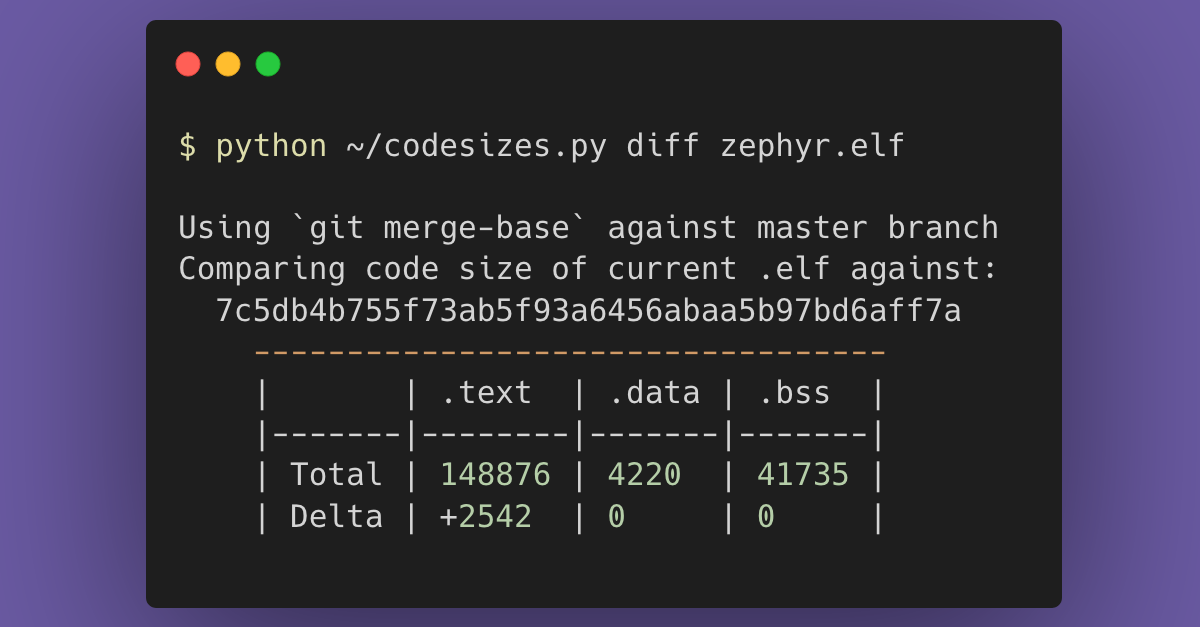 $ python ~/codesizes.py diff zephyr.elf
Using `git merge-base` against master branch
Comparing code size of current .elf against:
7c5db4b755f73ab5f93a6456abaa5b97bd6aff7a
----------------------------------
|       | .text  | .data | .bss  |
|-------|--------|-------|-------|
| Total | 148876 | 4220  | 41735 |
| Delta | +2542  | 0     | 0     |